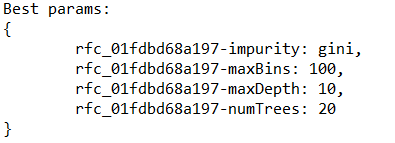 Best params:
{
rfc_01fdbd68a197-impurity: gini,
rfc_01fdbd68a197-maxBins: 100,
rfc_01fdbd68a197-maxDepth: 10,
rfc_01fdbd68a197-numTrees: 20
}